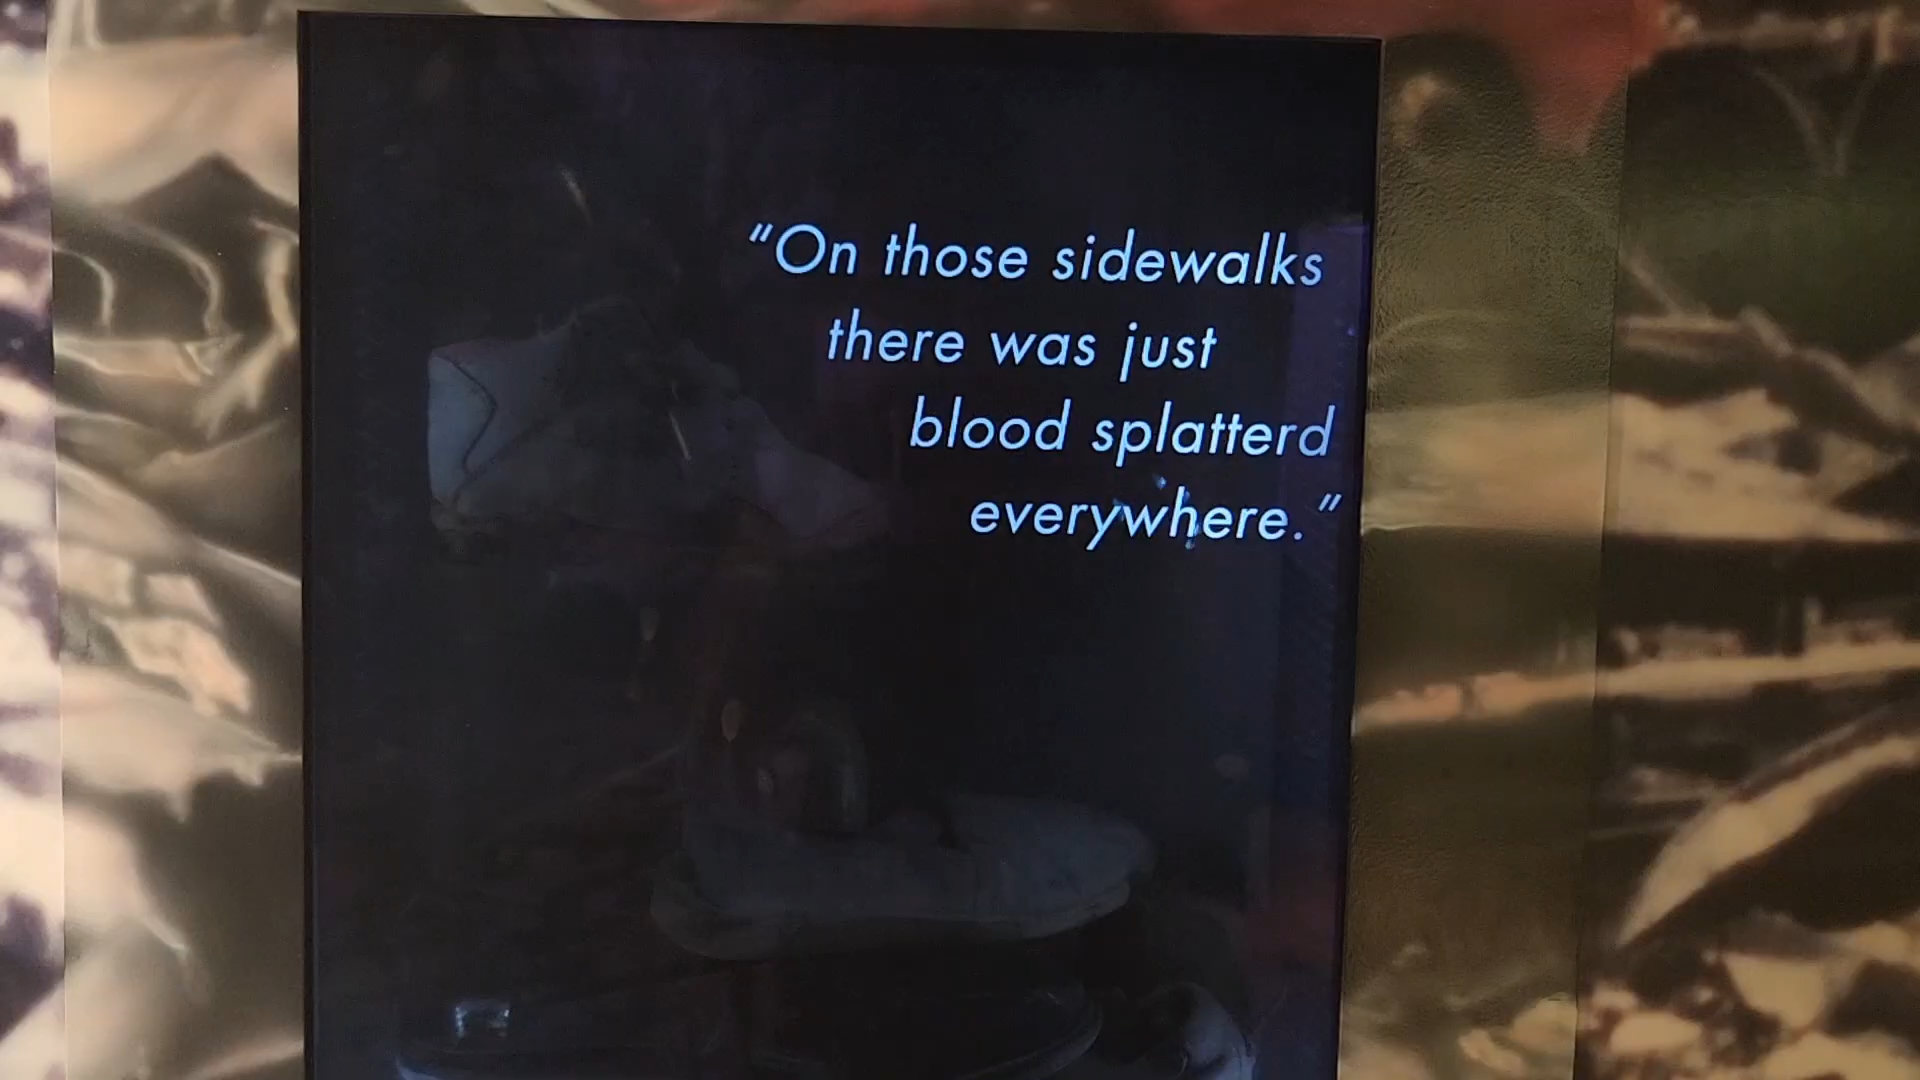 “On those sidewalks
there was just
blood splatterd
everywhere.”